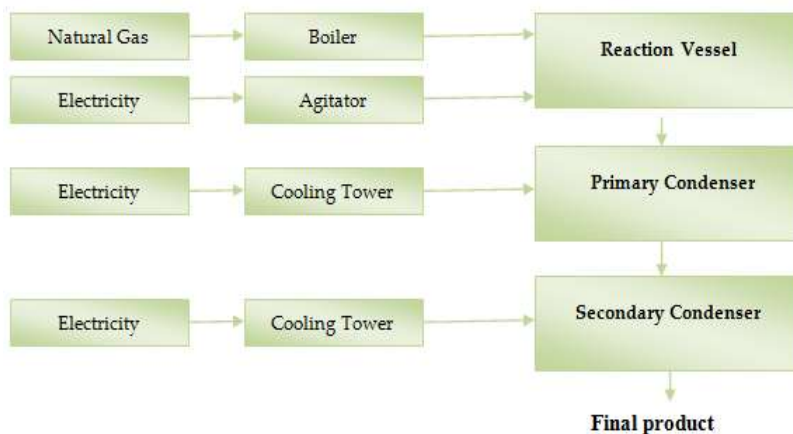 Natural Gas
Boiler
Reaction Vessel
Electricity
Agitator
Electricity
Cooling Tower
Primary Condenser
Electricity
Cooling Tower
Secondary Condenser
Final product